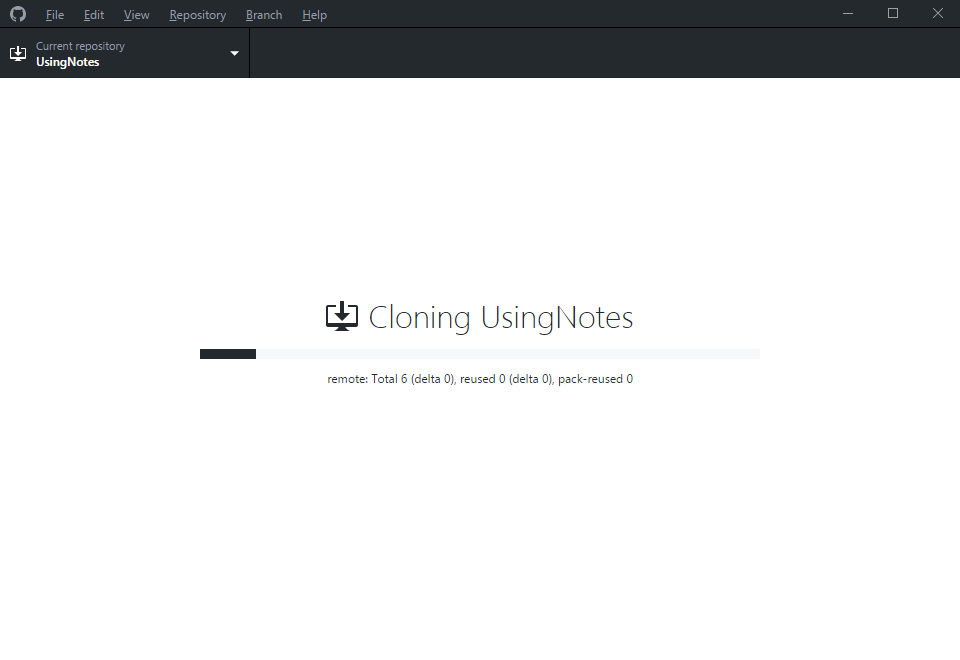 File Edit View Repository Branch Help
Current repository
UsingNotes
Cloning UsingNotes
remote: Total 6 (delta 0), reused 0 (delta 0), pack-reused 0